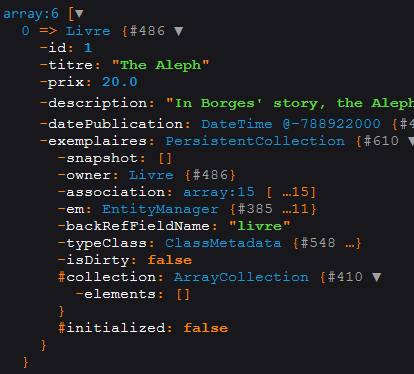 array:6 [▼
0 => Livre {#486 ▼
-id: 1
-titre: "The Aleph"
-prix: 20.0
-description: "In Borges' story, the Aleph
-datePublication: DateTime @-788922000 {#4
-exemplaires: PersistentCollection {#610 ▼
-snapshot: []
-owner: Livre {#486}
-association: array:15 [ …15]
-em: EntityManager {#385 …11}
-backRefFieldName: "livre"
-typeClass: ClassMetadata {#548 …}
-isDirty: false
#collection: ArrayCollection {#410 ▼
-elements: []
}
#initialized: false
}
}